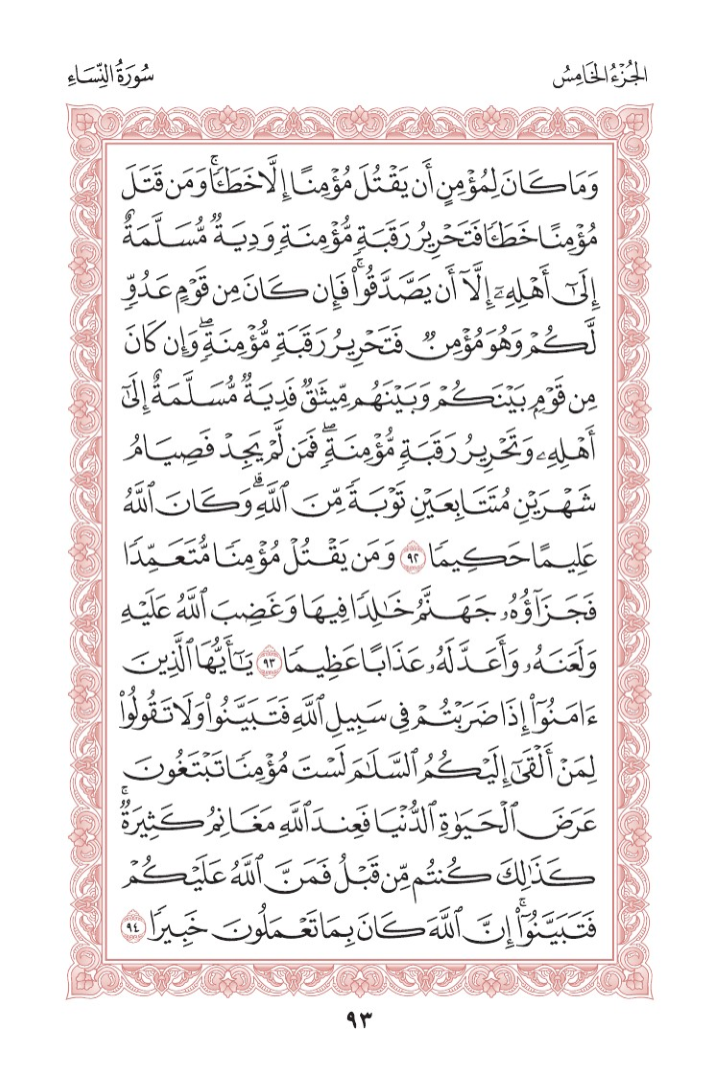 الجُزْءُ الخَامِسُ
سُورَةُ النِّسَاءِ
وَمَا كَانَ لِمُؤۡمِنٍ أَن يَقۡتُلَ مُؤۡمِنًا إِلَّا خَطَـٔٗاۚ وَمَن قَتَلَ
مُؤۡمِنًا خَطَـٔٗا فَتَحۡرِيرُ رَقَبَةٖ مُّؤۡمِنَةٖ وَدِيَةٞ مُّسَلَّمَةٌ
إِلَىٰٓ أَهۡلِهِۦٓ إِلَّآ أَن يَصَّدَّقُواْۚ فَإِن كَانَ مِن قَوۡمٍ عَدُوّٖ
لَّكُمۡ وَهُوَ مُؤۡمِنٞ فَتَحۡرِيرُ رَقَبَةٖ مُّؤۡمِنَةٖۖ وَإِن كَانَ
مِن قَوۡمِۭ بَيۡنَكُمۡ وَبَيۡنَهُم مِّيثَٰقٞ فَدِيَةٞ مُّسَلَّمَةٌ إِلَىٰٓ
أَهۡلِهِۦ وَتَحۡرِيرُ رَقَبَةٖ مُّؤۡمِنَةٖۖ فَمَن لَّمۡ يَجِدۡ فَصِيَامُ
شَهۡرَيۡنِ مُتَتَابِعَيۡنِ تَوۡبَةٗ مِّنَ ٱللَّهِۗ وَكَانَ ٱللَّهُ
عَلِيمًا حَكِيمٗا ٩٢ وَمَن يَقۡتُلۡ مُؤۡمِنٗا مُّتَعَمِّدٗا
فَجَزَآؤُهُۥ جَهَنَّمُ خَٰلِدٗا فِيهَا وَغَضِبَ ٱللَّهُ عَلَيۡهِ
وَلَعَنَهُۥ وَأَعَدَّ لَهُۥ عَذَابًا عَظِيمٗا ٩٣ يَٰٓأَيُّهَا ٱلَّذِينَ
ءَامَنُوٓاْ إِذَا ضَرَبۡتُمۡ فِي سَبِيلِ ٱللَّهِ فَتَبَيَّنُواْ وَلَا تَقُولُواْ
لِمَنۡ أَلۡقَىٰٓ إِلَيۡكُمُ ٱلسَّلَٰمَ لَسۡتَ مُؤۡمِنٗا تَبۡتَغُونَ
عَرَضَ ٱلۡحَيَوٰةِ ٱلدُّنۡيَا فَعِندَ ٱللَّهِ مَغَانِمُ كَثِيرَةٞۚ
كَذَٰلِكَ كُنتُم مِّن قَبۡلُ فَمَنَّ ٱللَّهُ عَلَيۡكُمۡ
فَتَبَيَّنُوٓاْۚ إِنَّ ٱللَّهَ كَانَ بِمَا تَعۡمَلُونَ خَبِيرٗا ٩٤
٩٣